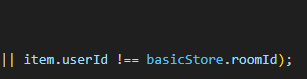 || item.userId !== basicStore.roomId);